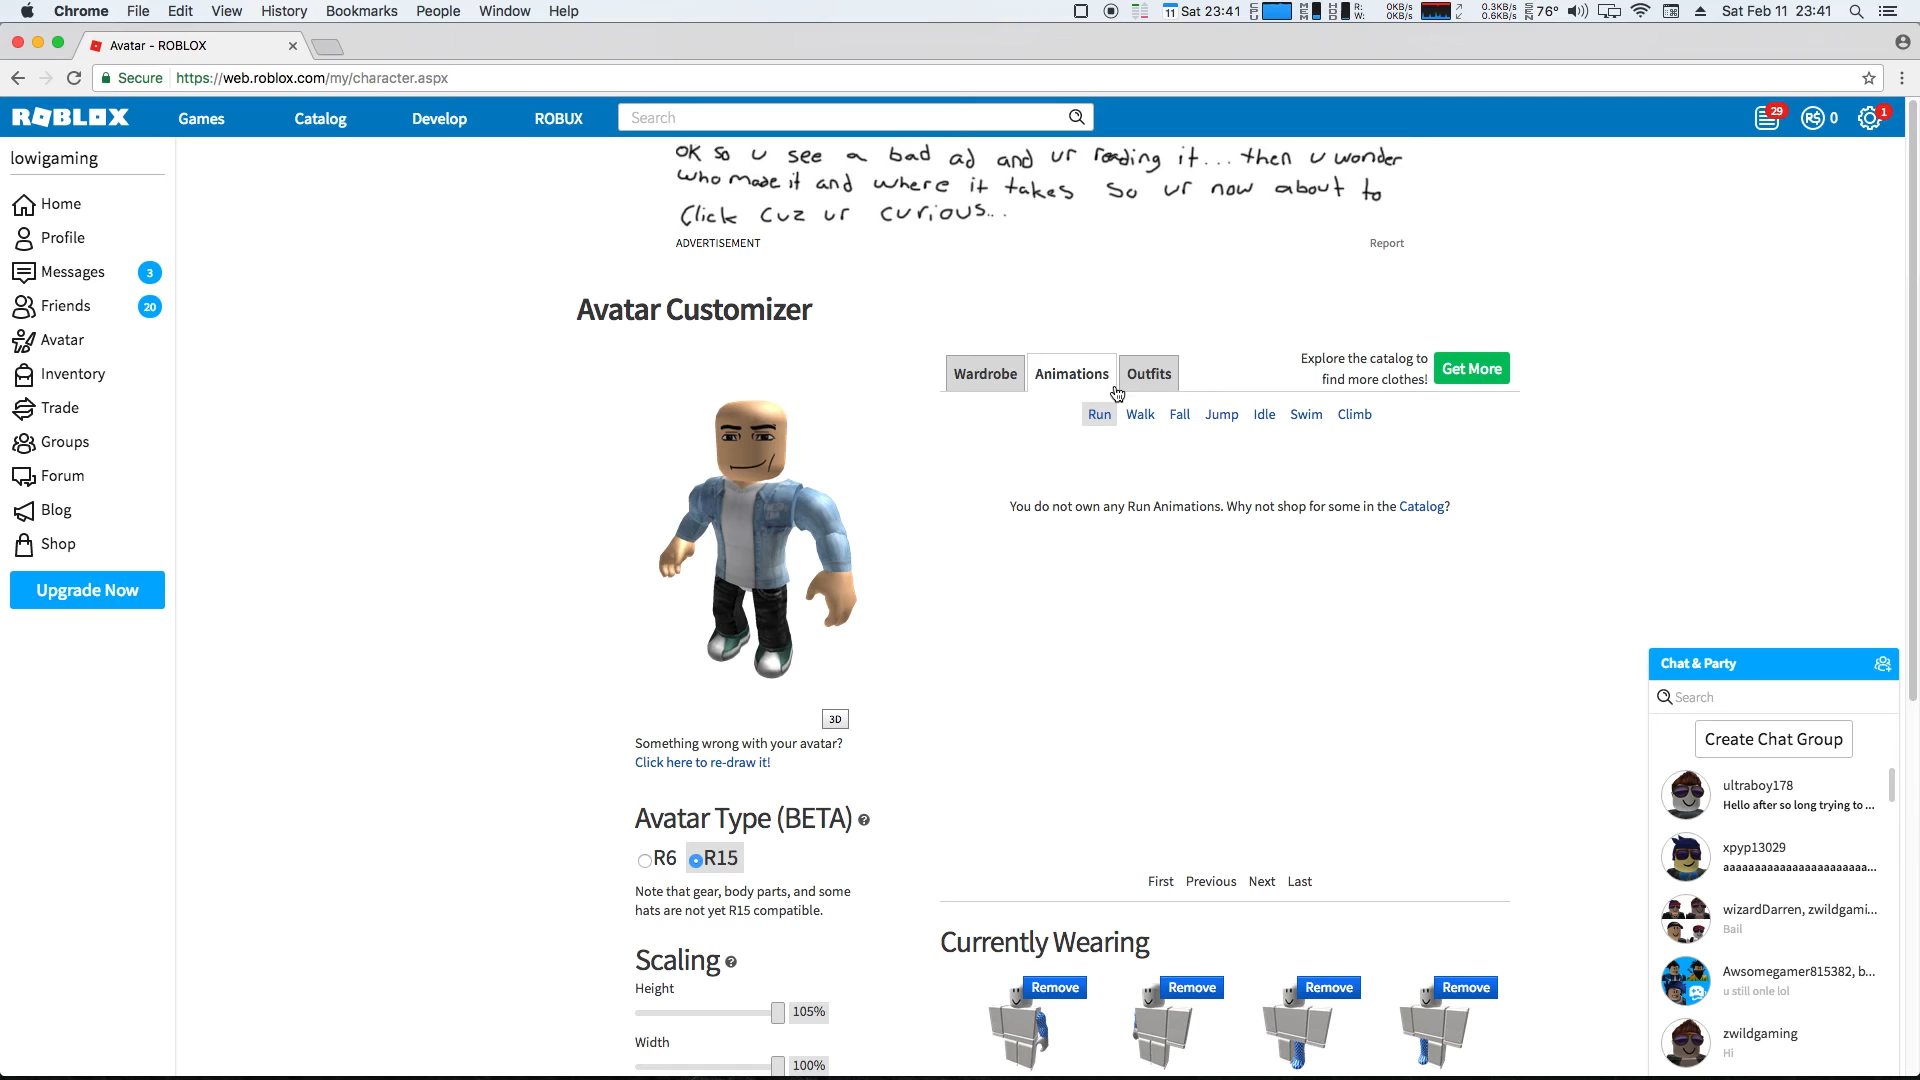 Chrome File Edit View History Bookmarks People Window Help
Sat 23:41
R:
W:
0KB/s
0KB/s
0.3KB/s
0.6KB/s
76°
Sat Feb 11 23:41
Avatar - ROBLOX
Secure https://web.roblox.com/my/character.aspx
ROBLOX Games Catalog Develop ROBUX Search 29 R$ 0 1
lowigaming
Home
Profile
Messages 3
Friends 20
Avatar
Inventory
Trade
Groups
Forum
Blog
Shop
Upgrade Now
OK so u see a bad ad and ur reading it... then u wonder
who made it and where it takes so ur now about to
click cuz ur curious...
ADVERTISEMENT Report
Avatar Customizer
Wardrobe Animations Outfits
Explore the catalog to
find more clothes!
Get More
Run Walk Fall Jump Idle Swim Climb
You do not own any Run Animations. Why not shop for some in the Catalog?
3D
Something wrong with your avatar?
Click here to re-draw it!
Avatar Type (BETA) ?
R6 R15
Note that gear, body parts, and some
hats are not yet R15 compatible.
Scaling ?
Height
105%
Width
100%
First Previous Next Last
Currently Wearing
Remove Remove Remove Remove
Chat & Party
Search
Create Chat Group
ultraboy178
Hello after so long trying to ...
xpyp13029
aaaaaaaaaaaaaaaaaaaaaaa...
wizardDarren, zwildgami...
Bail
Awsomegamer815382, b...
u still onle lol
zwildgaming
Hi